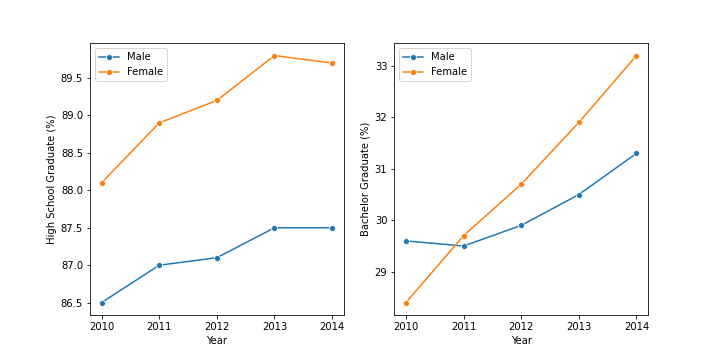 Male
Female
High School Graduate (%)
89.5
89.0
88.5
88.0
87.5
87.0
86.5
2010 2011 2012 2013 2014
Year
Male
Female
Bachelor Graduate (%)
33
32
31
30
29
2010 2011 2012 2013 2014
Year